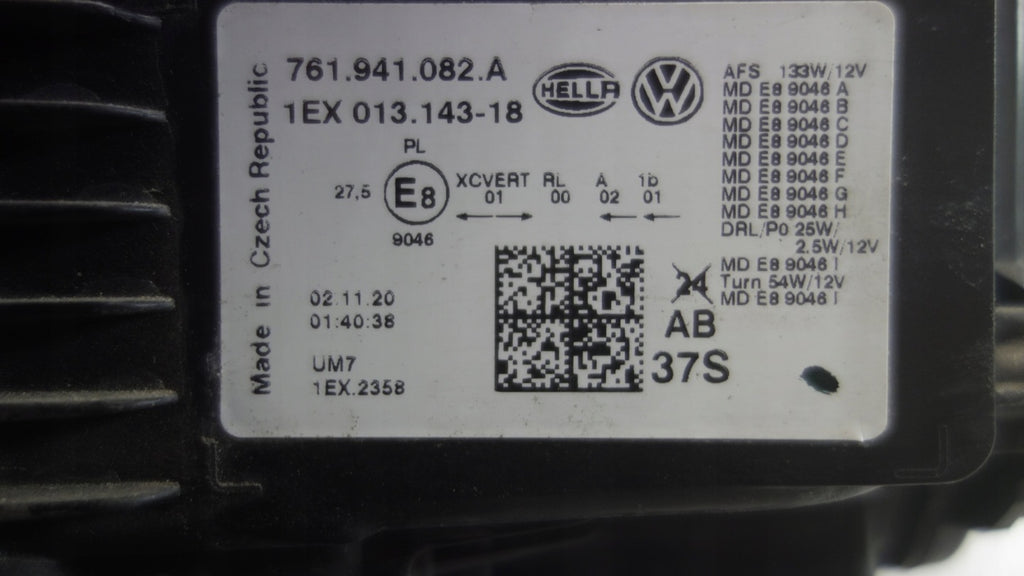 Made in Czech Republic
761.941.082.A
1EX 013.143-18
HELLA
VW
PL
27,5
E8
9046
XCVERT RL A 1b
01 00 02 01
02.11.20
01:40:38
UM7
1EX.2358
24
AB
37S
AFS 133W/12V
MD E8 9046 A
MD E8 9046 B
MD E8 9046 C
MD E8 9046 D
MD E8 9046 E
MD E8 9046 F
MD E8 9046 G
MD E8 9046 H
DRL/P0 25W/
2.5W/12V
MD E8 9046 I
Turn 54W/12V
MD E8 9046 I